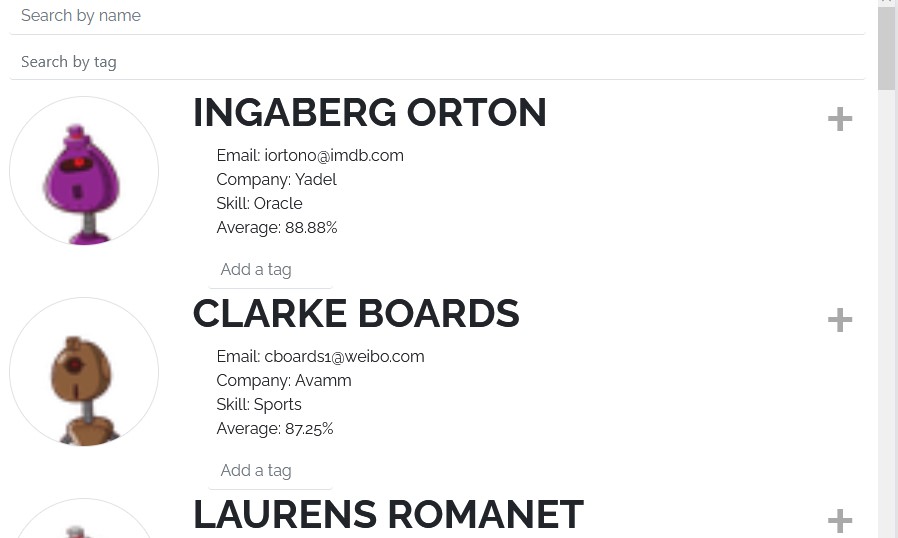 Search by name
Search by tag
INGABERG ORTON
+
Email: iorton0@imdb.com
Company: Yadel
Skill: Oracle
Average: 88.88%
Add a tag
CLARKE BOARDS
+
Email: cboards1@weibo.com
Company: Avamm
Skill: Sports
Average: 87.25%
Add a tag
LAURENS ROMANET
+